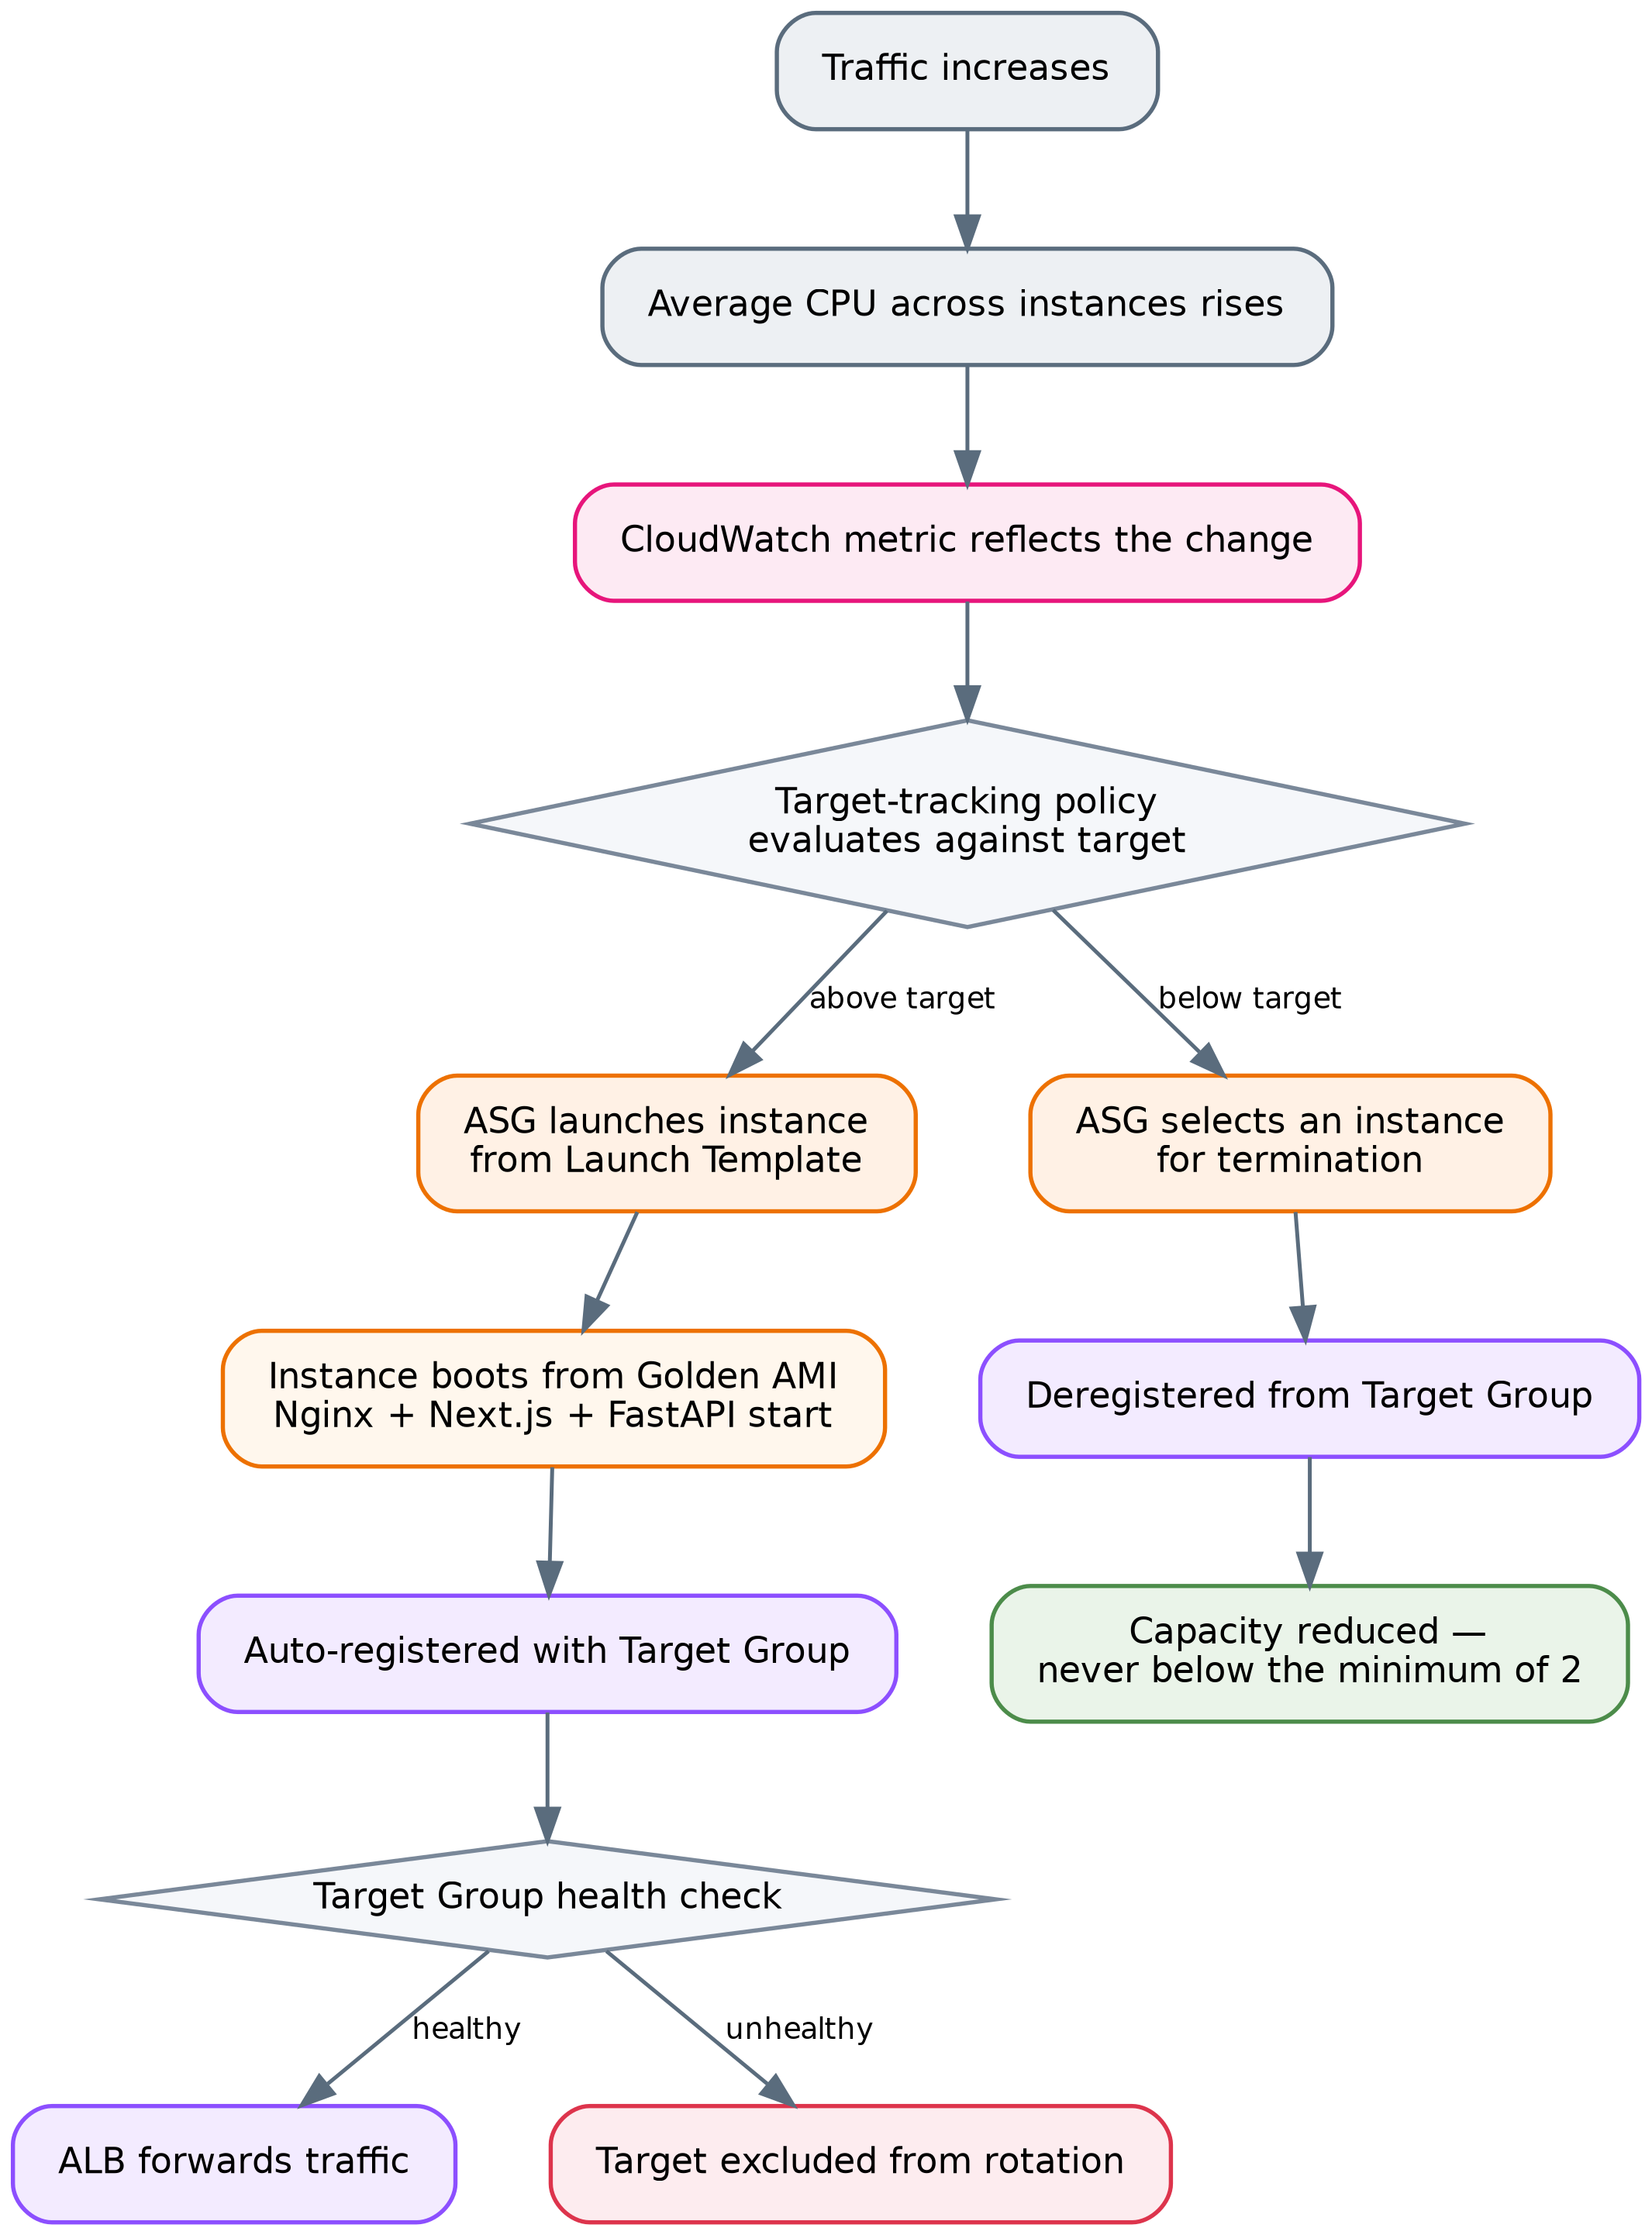 Traffic increases
Average CPU across instances rises
CloudWatch metric reflects the change
Target-tracking policy
evaluates against target
above target
below target
ASG launches instance
from Launch Template
ASG selects an instance
for termination
Instance boots from Golden AMI
Nginx + Next.js + FastAPI start
Deregistered from Target Group
Auto-registered with Target Group
Capacity reduced —
never below the minimum of 2
Target Group health check
healthy
unhealthy
ALB forwards traffic
Target excluded from rotation